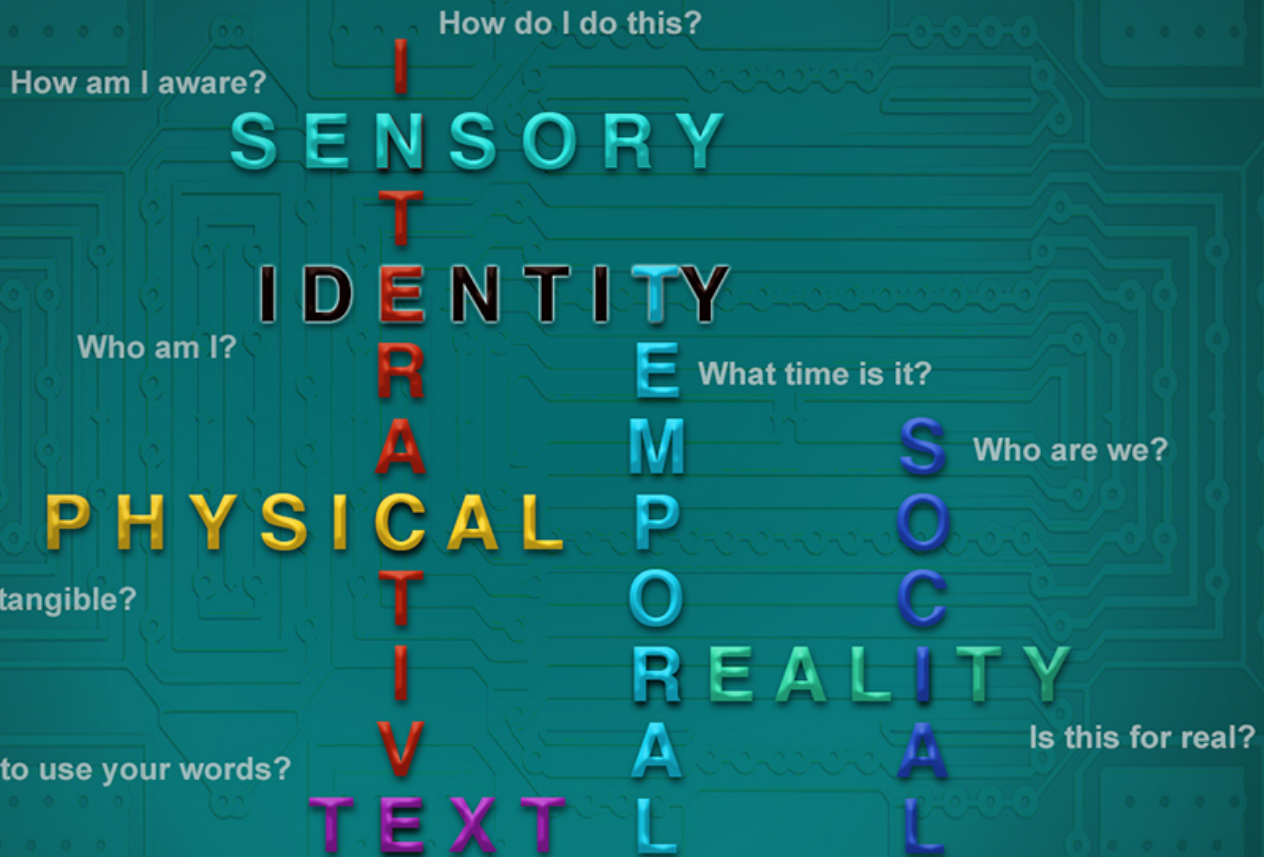 How do I do this?
How am I aware?
INTERACTIVE
SENSORY
IDENTITY
Who am I?
TEMPORAL
What time is it?
SOCIAL
Who are we?
PHYSICAL
tangible?
REALITY
Is this for real?
to use your words?
TEXT